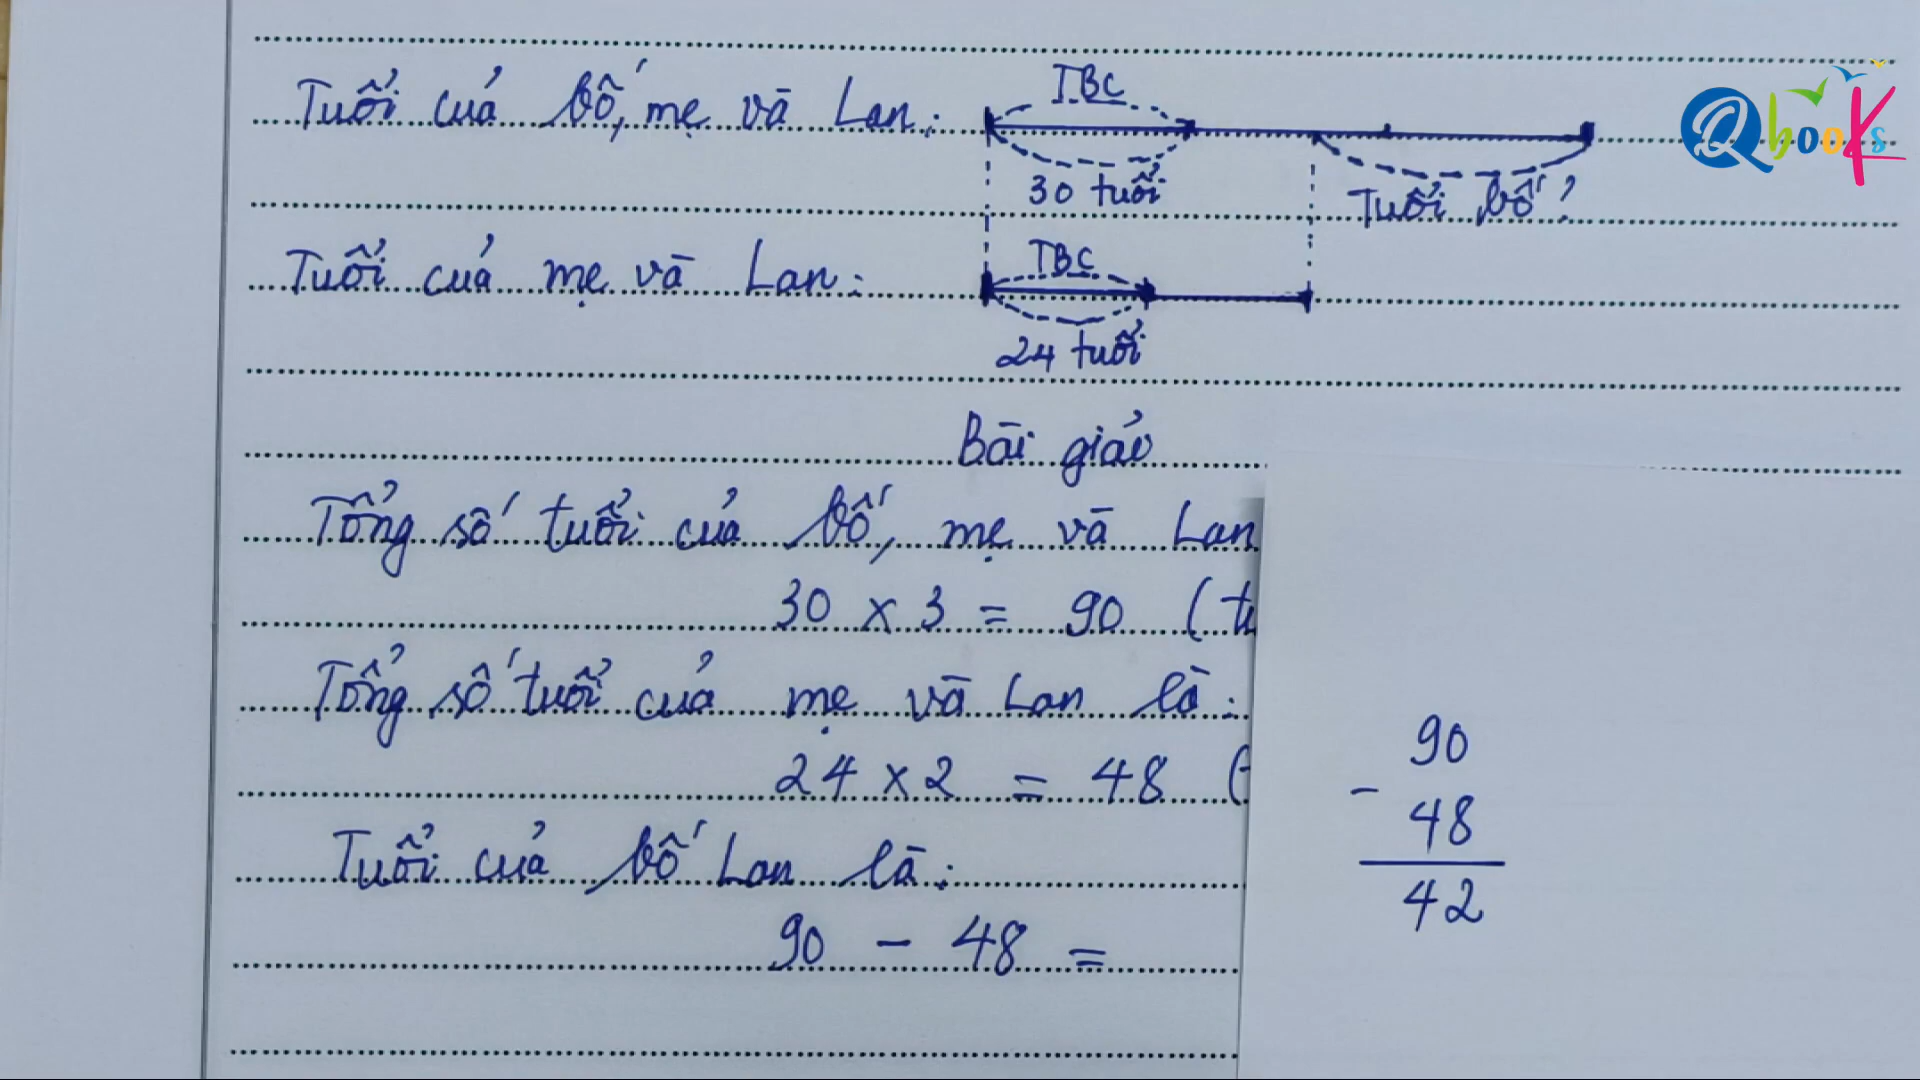 Qbooks
Tuổi của bố, mẹ và Lan:
TBC
30 tuổi
Tuổi bố?
Tuổi của mẹ và Lan:
TBC
24 tuổi
Bài giải
Tổng số tuổi của bố, mẹ và Lan
30 x 3 = 90 (t
Tổng số tuổi của mẹ và Lan là:
24 x 2 = 48 (
Tuổi của bố Lan là:
90 - 48 =
90
-
48
42